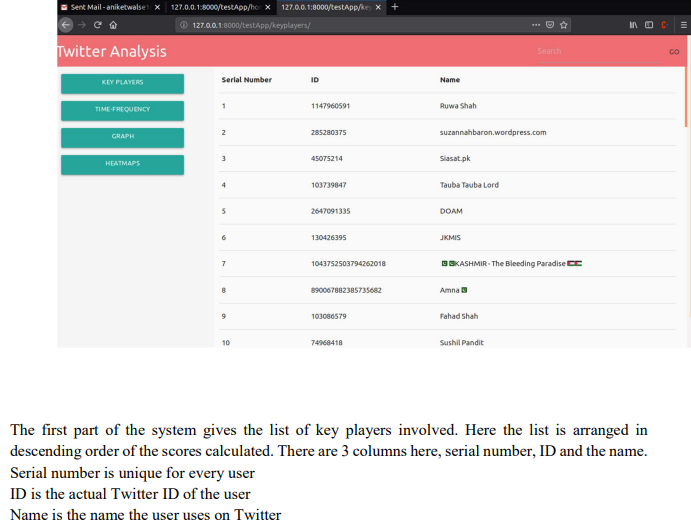 Sent Mail - aniketwalse
127.0.0.1:8000/testApp/ho
127.0.0.1:8000/testApp/key
127.0.0.1:8000/testApp/keyplayers/
Twitter Analysis
Search
GO
KEY PLAYERS
TIME-FREQUENCY
GRAPH
HEATMAPS
Serial Number ID Name
1 1147960591 Ruwa Shah
2 285280375 suzannahbaron.wordpress.com
3 45075214 Siasat.pk
4 103739847 Tauba Tauba Lord
5 2647091335 DOAM
6 130426395 JKMIS
7 1043752503794262018 🇵🇰 🇵🇰KASHMIR - The Bleeding Paradise
8 890067882385735682 Amna 🇵🇰
9 103086579 Fahad Shah
10 74968418 Sushil Pandit
The first part of the system gives the list of key players involved. Here the list is arranged in
descending order of the scores calculated. There are 3 columns here, serial number, ID and the name.
Serial number is unique for every user
ID is the actual Twitter ID of the user
Name is the name the user uses on Twitter